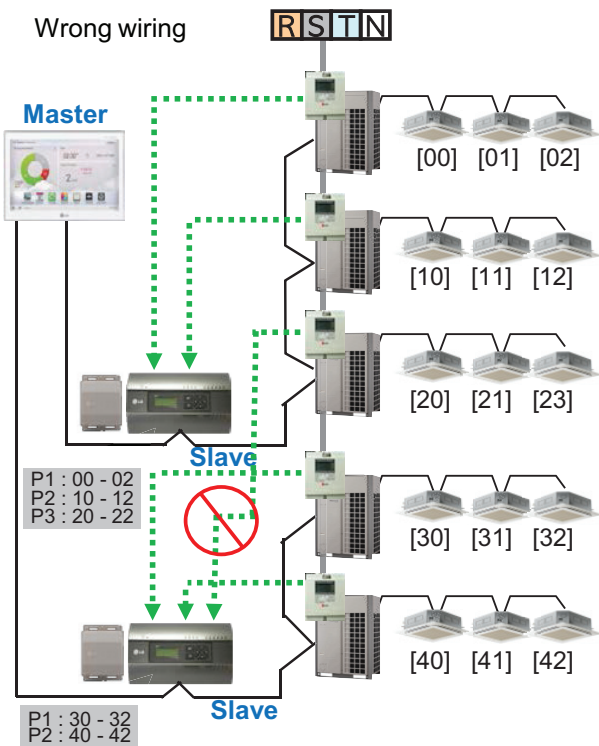 Wrong wiring
RSTN
Master
[00] [01] [02]
[10] [11] [12]
[20] [21] [23]
Slave
P1 : 00 - 02
P2 : 10 - 12
P3 : 20 - 22
[30] [31] [32]
[40] [41] [42]
Slave
P1 : 30 - 32
P2 : 40 - 42